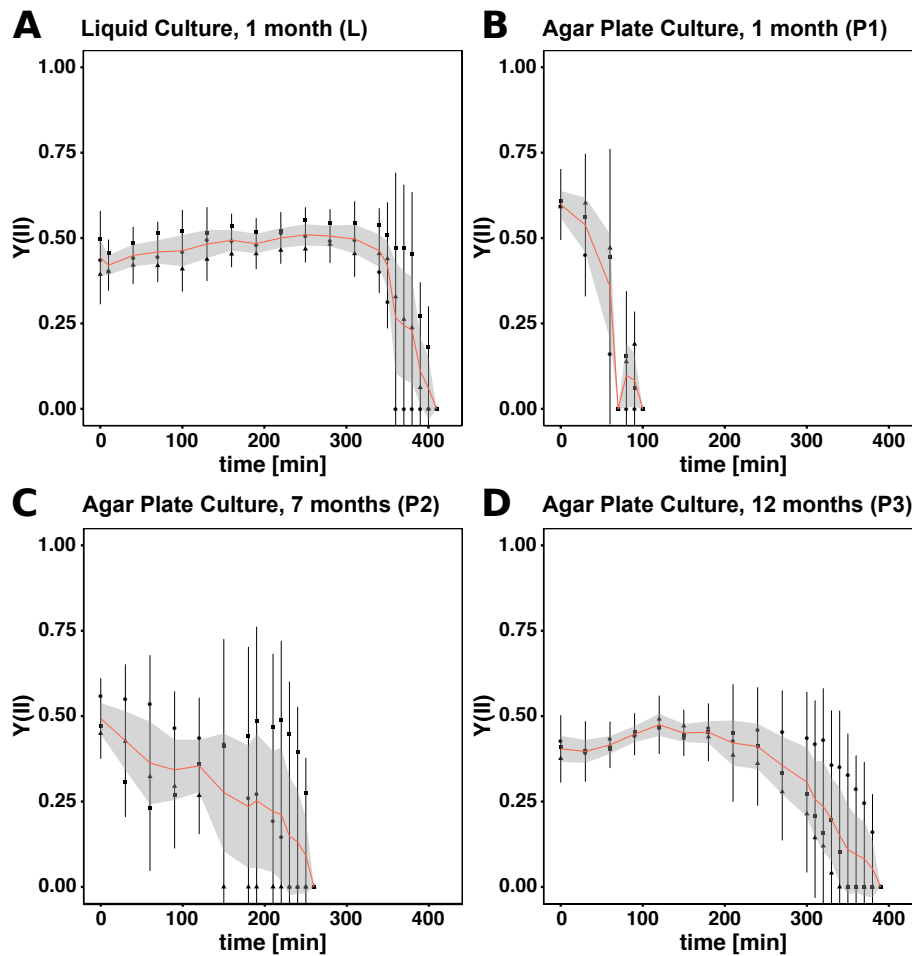 A Liquid Culture, 1 month (L)
1.00
0.75
0.50
0.25
0.00
Y(II)
0 100 200 300 400
time [min]
B Agar Plate Culture, 1 month (P1)
1.00
0.75
0.50
0.25
0.00
Y(II)
0 100 200 300 400
time [min]
C Agar Plate Culture, 7 months (P2)
1.00
0.75
0.50
0.25
0.00
Y(II)
0 100 200 300 400
time [min]
D Agar Plate Culture, 12 months (P3)
1.00
0.75
0.50
0.25
0.00
Y(II)
0 100 200 300 400
time [min]